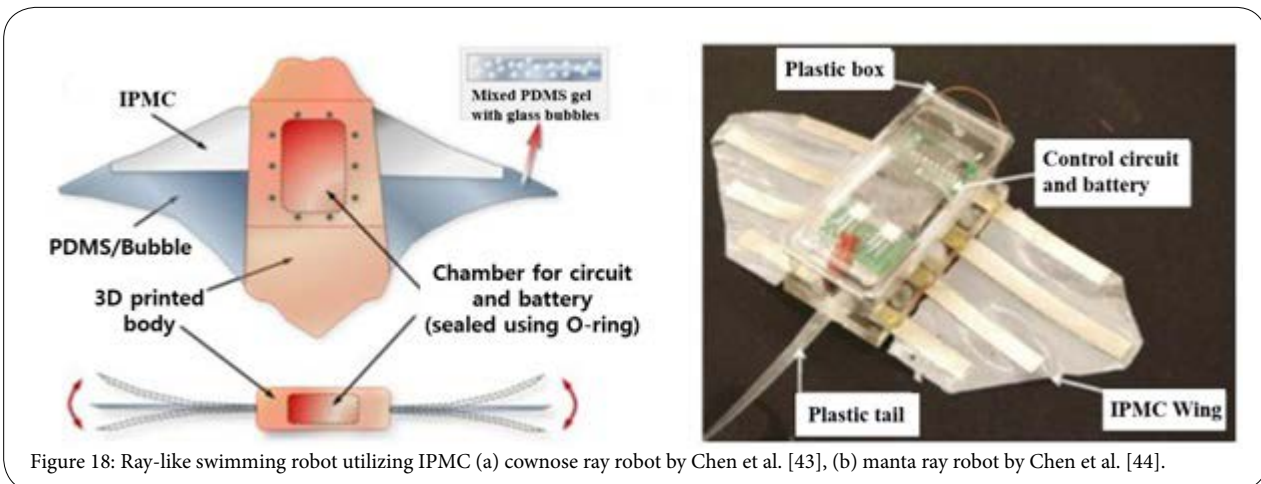 IPMC
Mixed PDMS gel
with glass bubbles
PDMS/Bubble
3D printed
body
Chamber for circuit
and battery
(sealed using O-ring)
Plastic box
Control circuit
and battery
Plastic tail
IPMC Wing
Figure 18: Ray-like swimming robot utilizing IPMC (a) cownose ray robot by Chen et al. [43], (b) manta ray robot by Chen et al. [44].